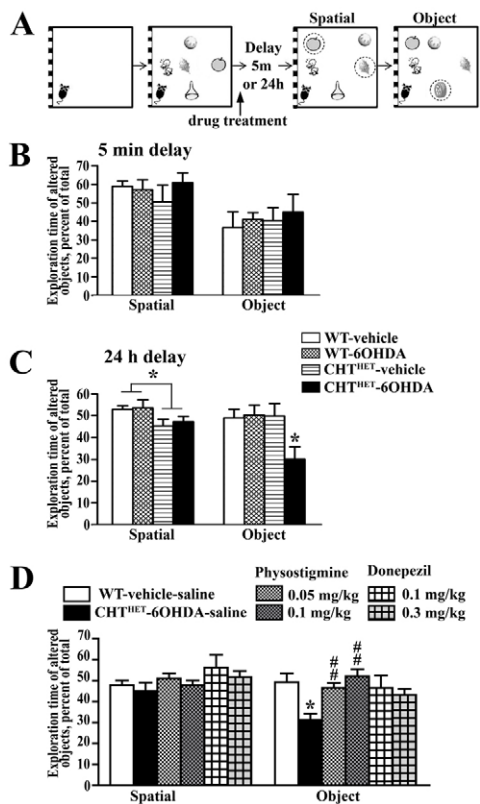 A
Spatial
Object
Delay
5m
or 24h
drug treatment
B
5 min delay
Exploration time of altered
objects, percent of total
70
60
50
40
30
20
10
0
Spatial
Object
WT-vehicle
WT-6OHDA
CHTHET-vehicle
CHTHET-6OHDA
C
24 h delay
*
*
Exploration time of altered
objects, percent of total
60
50
40
30
20
10
0
Spatial
Object
D
WT-vehicle-saline
CHTHET-6OHDA-saline
Physostigmine
0.05 mg/kg
0.1 mg/kg
Donepezil
0.1 mg/kg
0.3 mg/kg
Exploration time of altered
objects, percent of total
70
60
50
40
30
20
10
0
*
##
##
Spatial
Object